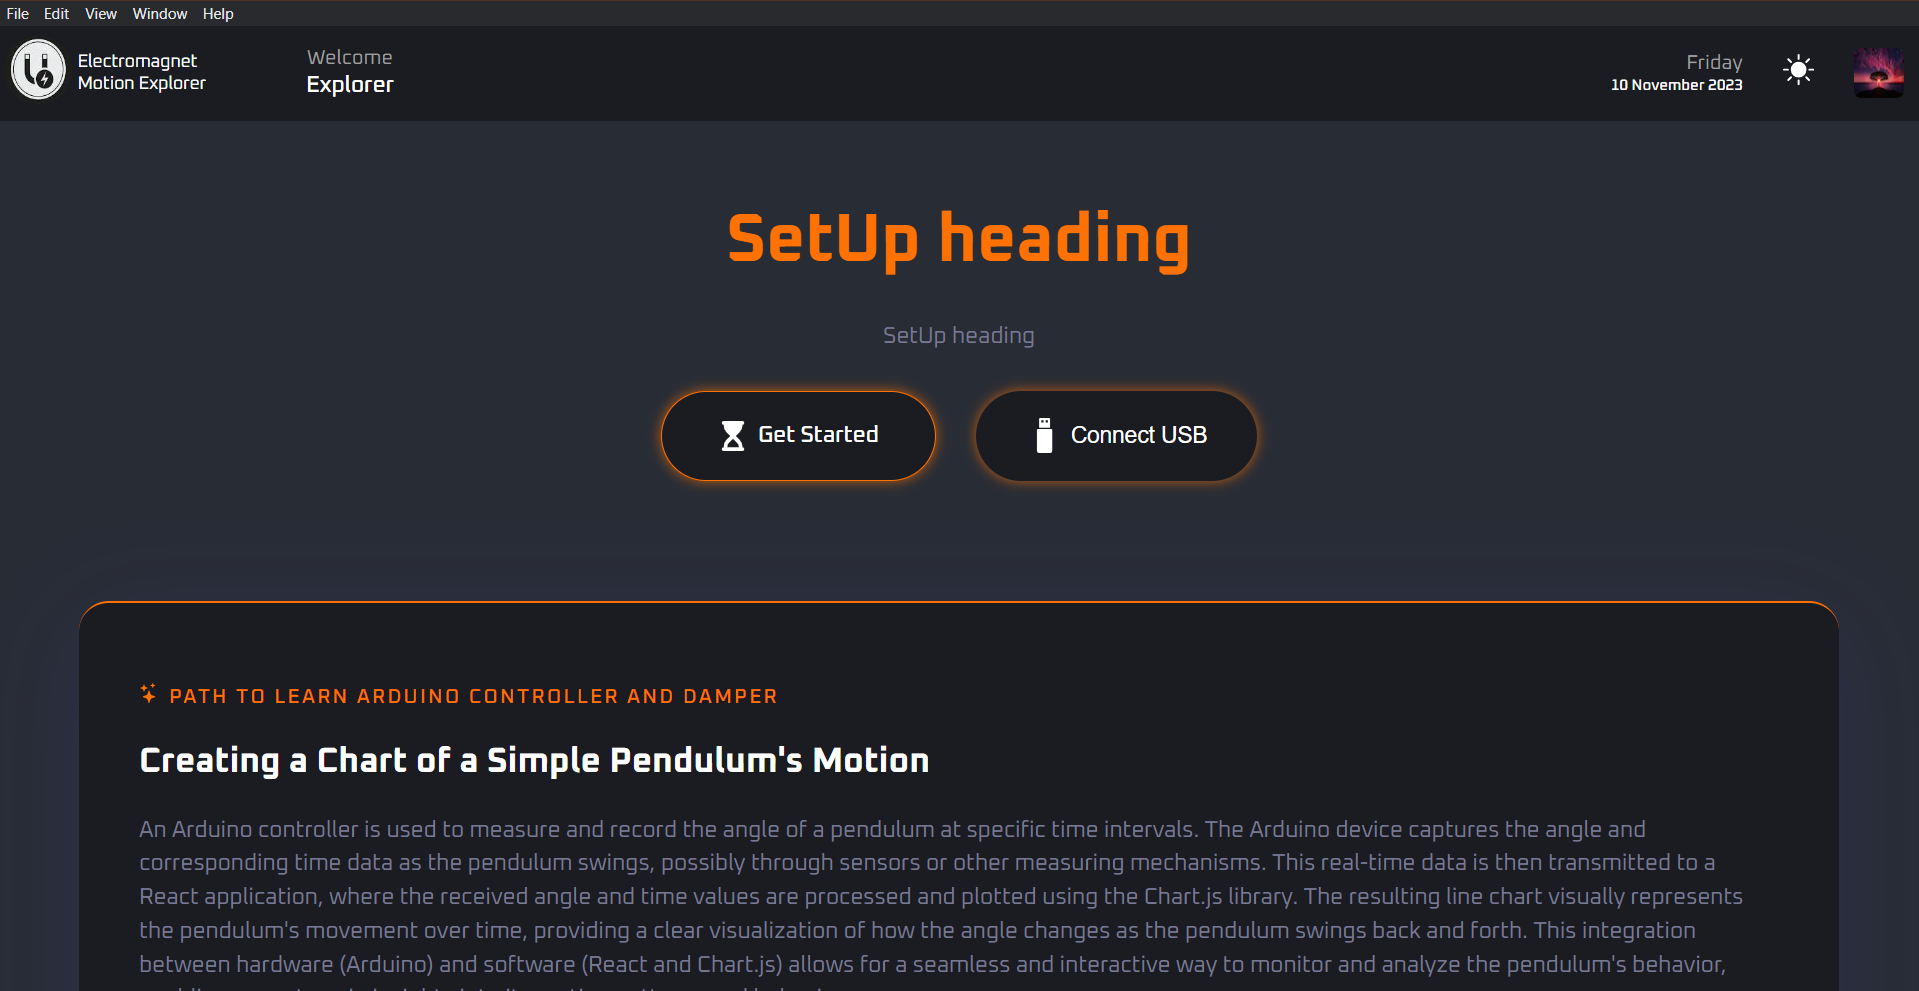 File Edit View Window Help
Electromagnet
Motion Explorer
Welcome
Explorer
Friday
10 November 2023
SetUp heading
SetUp heading
Get Started
Connect USB
PATH TO LEARN ARDUINO CONTROLLER AND DAMPER
Creating a Chart of a Simple Pendulum's Motion
An Arduino controller is used to measure and record the angle of a pendulum at specific time intervals. The Arduino device captures the angle and
corresponding time data as the pendulum swings, possibly through sensors or other measuring mechanisms. This real-time data is then transmitted to a
React application, where the received angle and time values are processed and plotted using the Chart.js library. The resulting line chart visually represents
the pendulum's movement over time, providing a clear visualization of how the angle changes as the pendulum swings back and forth. This integration
between hardware (Arduino) and software (React and Chart.js) allows for a seamless and interactive way to monitor and analyze the pendulum's behavior,